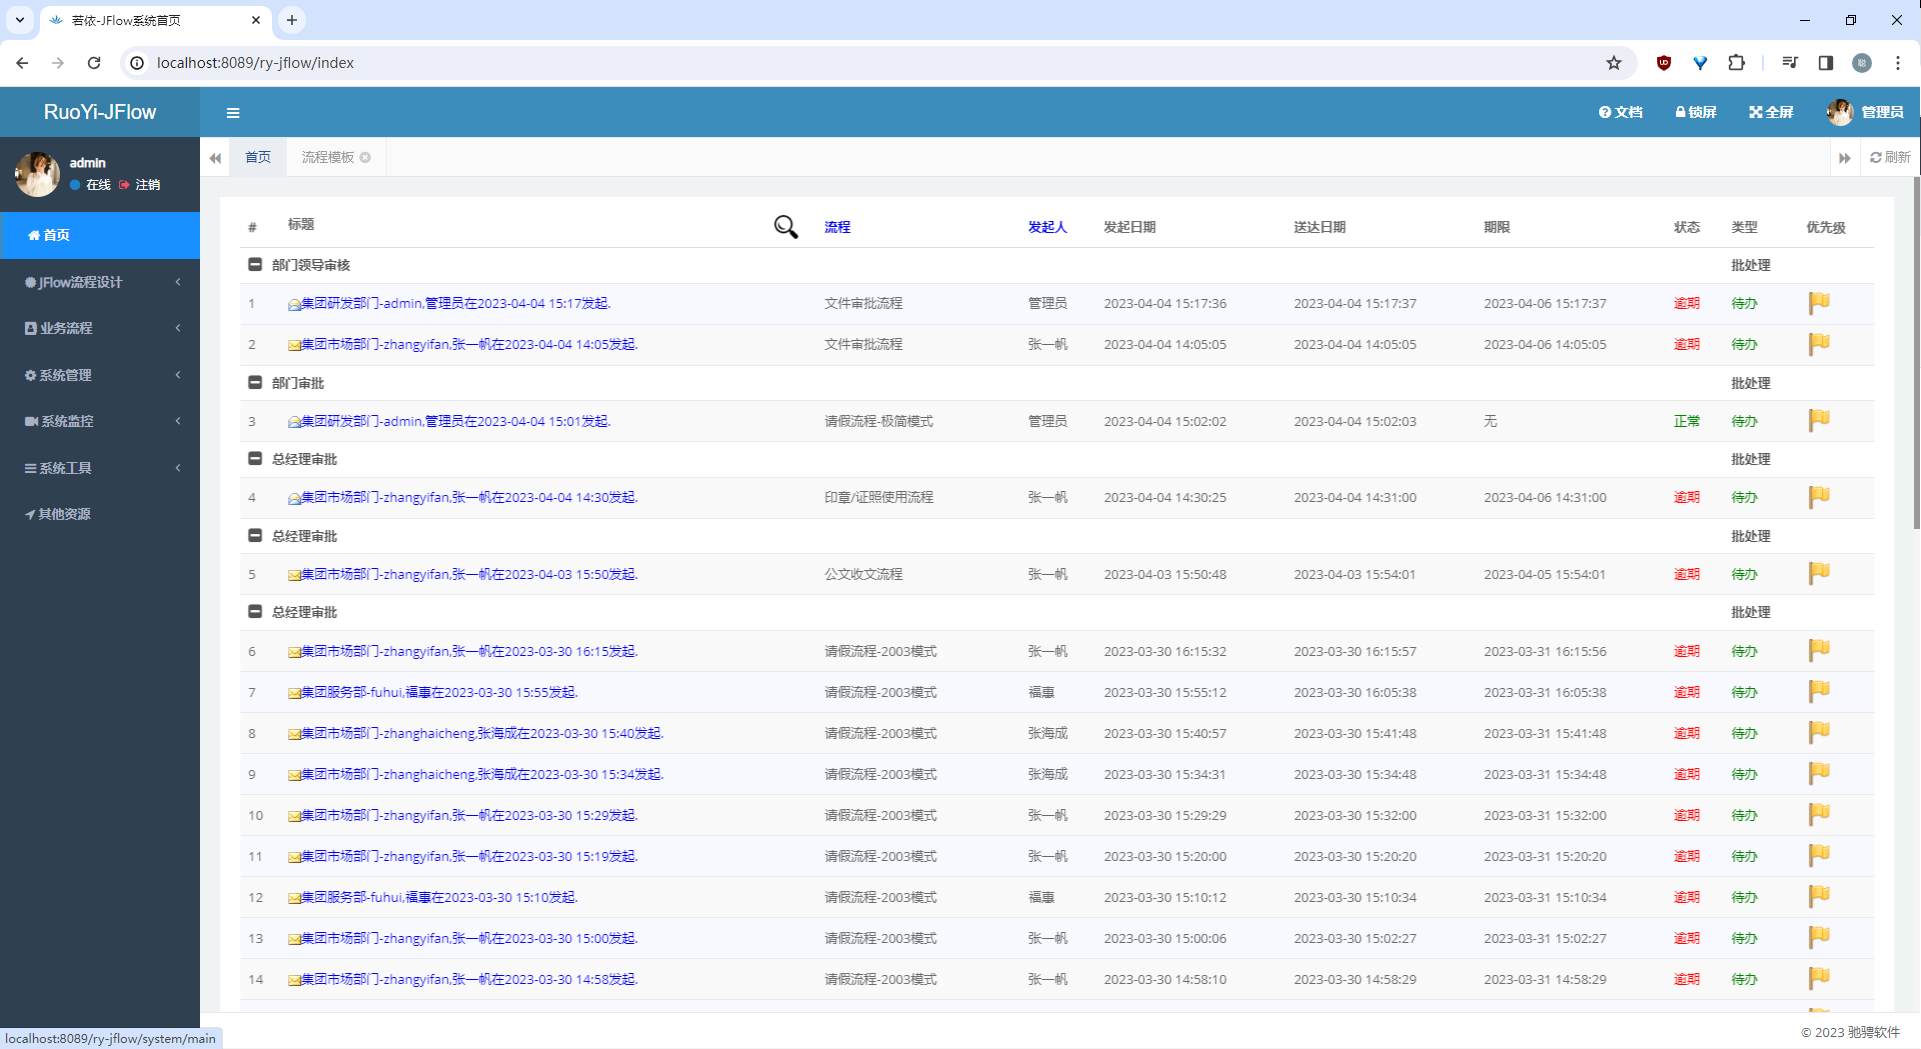 若依-JFlow系统首页
localhost:8089/ry-jflow/index
RuoYi-JFlow
文档 锁屏 全屏 管理员
admin
在线 注销
首页 流程模板 刷新
首页
JFlow流程设计
业务流程
系统管理
系统监控
系统工具
其他资源
# 标题 流程 发起人 发起日期 送达日期 期限 状态 类型 优先级
部门领导审核 批处理
1 集团研发部门-admin,管理员在2023-04-04 15:17发起. 文件审批流程 管理员 2023-04-04 15:17:36 2023-04-04 15:17:37 2023-04-06 15:17:37 逾期 待办
2 集团市场部门-zhangyifan,张一帆在2023-04-04 14:05发起. 文件审批流程 张一帆 2023-04-04 14:05:05 2023-04-04 14:05:05 2023-04-06 14:05:05 逾期 待办
部门审批 批处理
3 集团研发部门-admin,管理员在2023-04-04 15:01发起. 请假流程-极简模式 管理员 2023-04-04 15:02:02 2023-04-04 15:02:03 无 正常 待办
总经理审批 批处理
4 集团市场部门-zhangyifan,张一帆在2023-04-04 14:30发起. 印章/证照使用流程 张一帆 2023-04-04 14:30:25 2023-04-04 14:31:00 2023-04-06 14:31:00 逾期 待办
总经理审批 批处理
5 集团市场部门-zhangyifan,张一帆在2023-04-03 15:50发起. 公文收文流程 张一帆 2023-04-03 15:50:48 2023-04-03 15:54:01 2023-04-05 15:54:01 逾期 待办
总经理审批 批处理
6 集团市场部门-zhangyifan,张一帆在2023-03-30 16:15发起. 请假流程-2003模式 张一帆 2023-03-30 16:15:32 2023-03-30 16:15:57 2023-03-31 16:15:56 逾期 待办
7 集团服务部-fuhui,福惠在2023-03-30 15:55发起. 请假流程-2003模式 福惠 2023-03-30 15:55:12 2023-03-30 16:05:38 2023-03-31 16:05:38 逾期 待办
8 集团市场部门-zhanghaicheng,张海成在2023-03-30 15:40发起. 请假流程-2003模式 张海成 2023-03-30 15:40:57 2023-03-30 15:41:48 2023-03-31 15:41:48 逾期 待办
9 集团市场部门-zhanghaicheng,张海成在2023-03-30 15:34发起. 请假流程-2003模式 张海成 2023-03-30 15:34:31 2023-03-30 15:34:48 2023-03-31 15:34:48 逾期 待办
10 集团市场部门-zhangyifan,张一帆在2023-03-30 15:29发起. 请假流程-2003模式 张一帆 2023-03-30 15:29:29 2023-03-30 15:32:00 2023-03-31 15:32:00 逾期 待办
11 集团市场部门-zhangyifan,张一帆在2023-03-30 15:19发起. 请假流程-2003模式 张一帆 2023-03-30 15:20:00 2023-03-30 15:20:20 2023-03-31 15:20:20 逾期 待办
12 集团服务部-fuhui,福惠在2023-03-30 15:10发起. 请假流程-2003模式 福惠 2023-03-30 15:10:12 2023-03-30 15:10:34 2023-03-31 15:10:34 逾期 待办
13 集团市场部门-zhangyifan,张一帆在2023-03-30 15:00发起. 请假流程-2003模式 张一帆 2023-03-30 15:00:06 2023-03-30 15:02:27 2023-03-31 15:02:27 逾期 待办
14 集团市场部门-zhangyifan,张一帆在2023-03-30 14:58发起. 请假流程-2003模式 张一帆 2023-03-30 14:58:10 2023-03-30 14:58:29 2023-03-31 14:58:29 逾期 待办
localhost:8089/ry-jflow/system/main
© 2023 驰骋软件